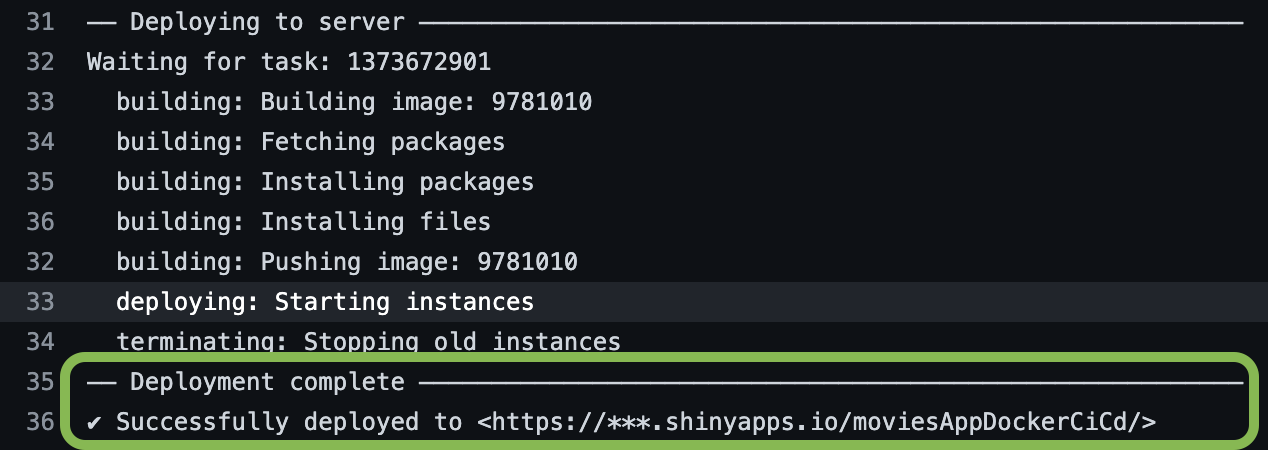 31 —— Deploying to server ——————————
32 Waiting for task: 1373672901
33 building: Building image: 9781010
34 building: Fetching packages
35 building: Installing packages
36 building: Installing files
32 building: Pushing image: 9781010
33 deploying: Starting instances
34 terminating: Stopping old instances
35 —— Deployment complete ——————————
36 ✔ Successfully deployed to <https://***.shinyapps.io/moviesAppDockerCiCd/>